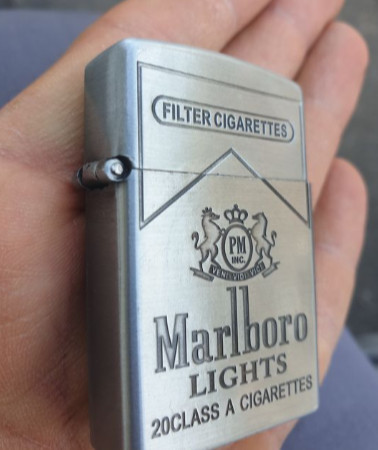 FILTER CIGARETTES
PM
INC.
VENI VIDI VICI
Marlboro
LIGHTS
20CLASS A CIGARETTES